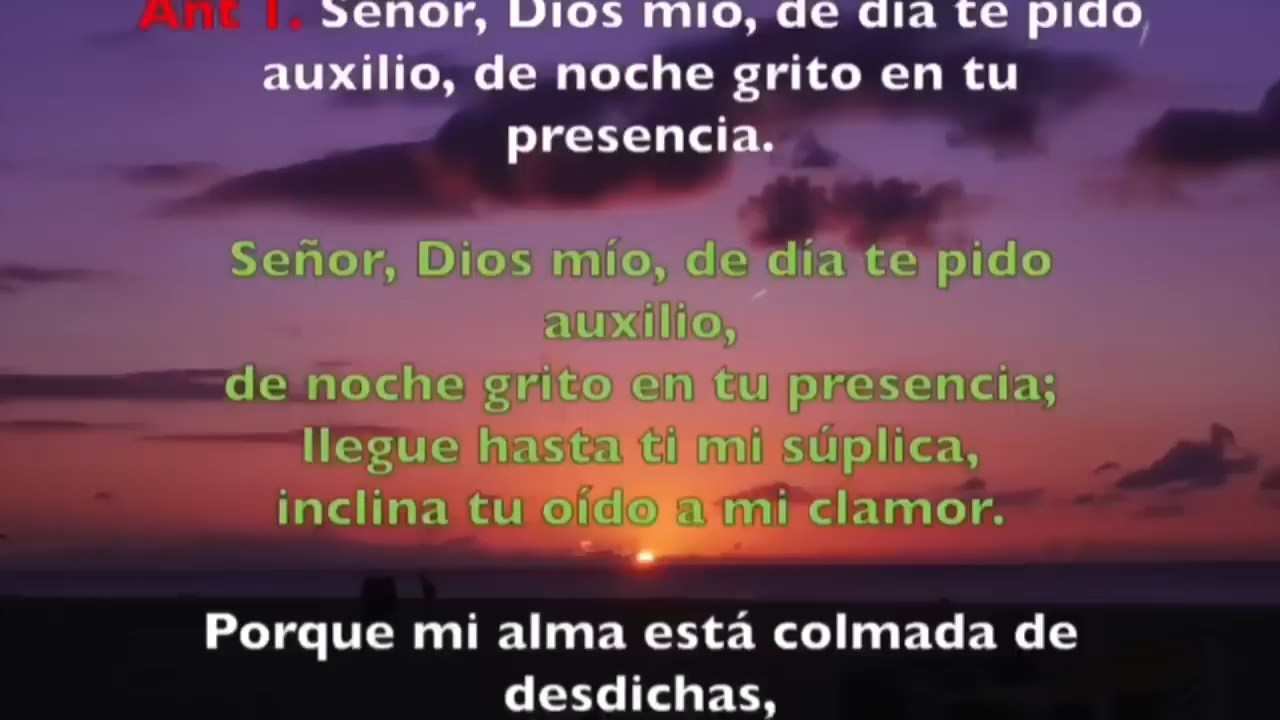 Ant 1. Señor, Dios mío, de día te pido
auxilio, de noche grito en tu
presencia.
Señor, Dios mío, de día te pido
auxilio,
de noche grito en tu presencia;
llegue hasta ti mi súplica,
inclina tu oído a mi clamor.
Porque mi alma está colmada de
desdichas,